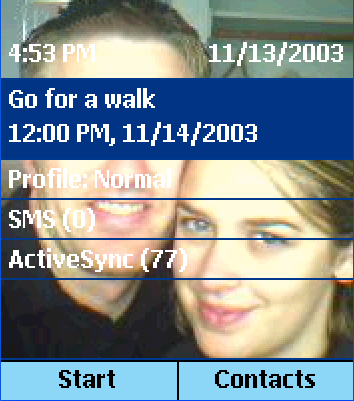 4:53 PM 11/13/2003
Go for a walk
12:00 PM, 11/14/2003
Profile: Normal
SMS (0)
ActiveSync (77)
Start Contacts